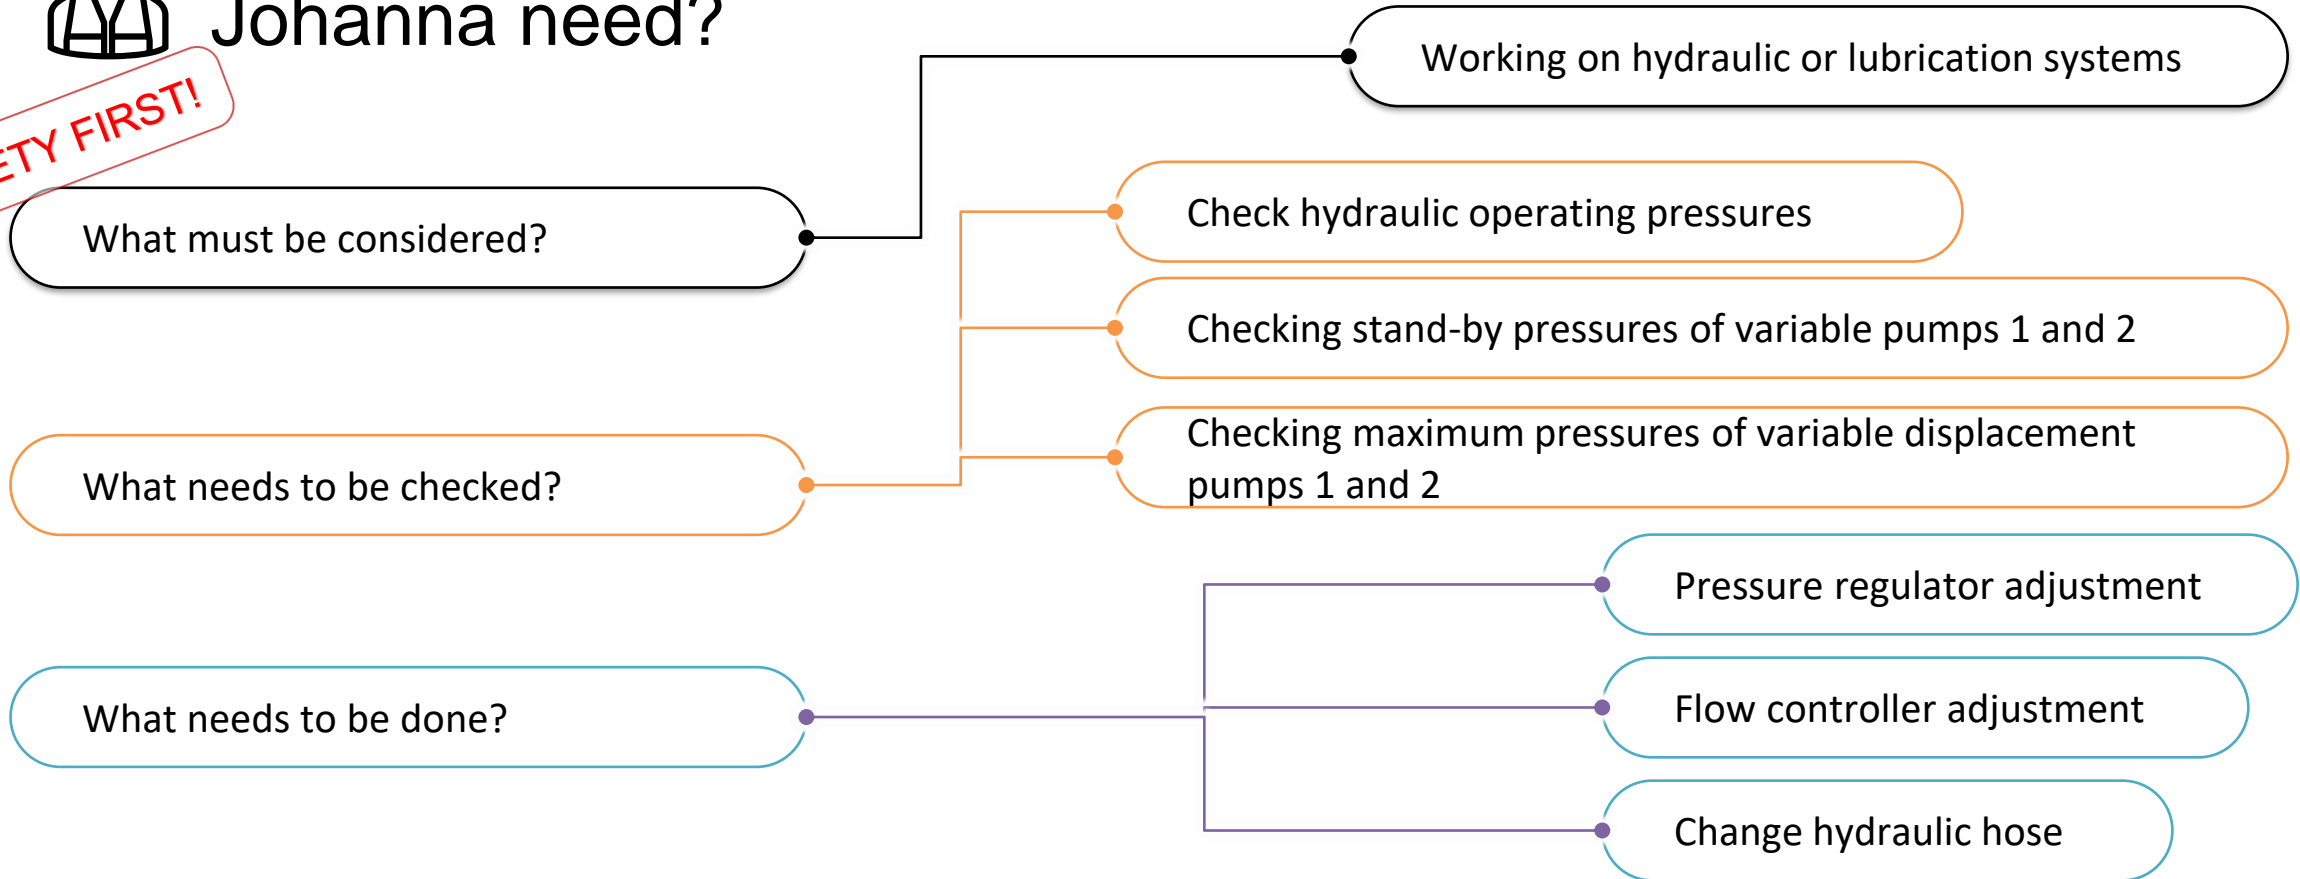 Johanna need?
ETY FIRST!
Working on hydraulic or lubrication systems
What must be considered?
Check hydraulic operating pressures
Checking stand-by pressures of variable pumps 1 and 2
What needs to be checked?
Checking maximum pressures of variable displacement
pumps 1 and 2
What needs to be done?
Pressure regulator adjustment
Flow controller adjustment
Change hydraulic hose